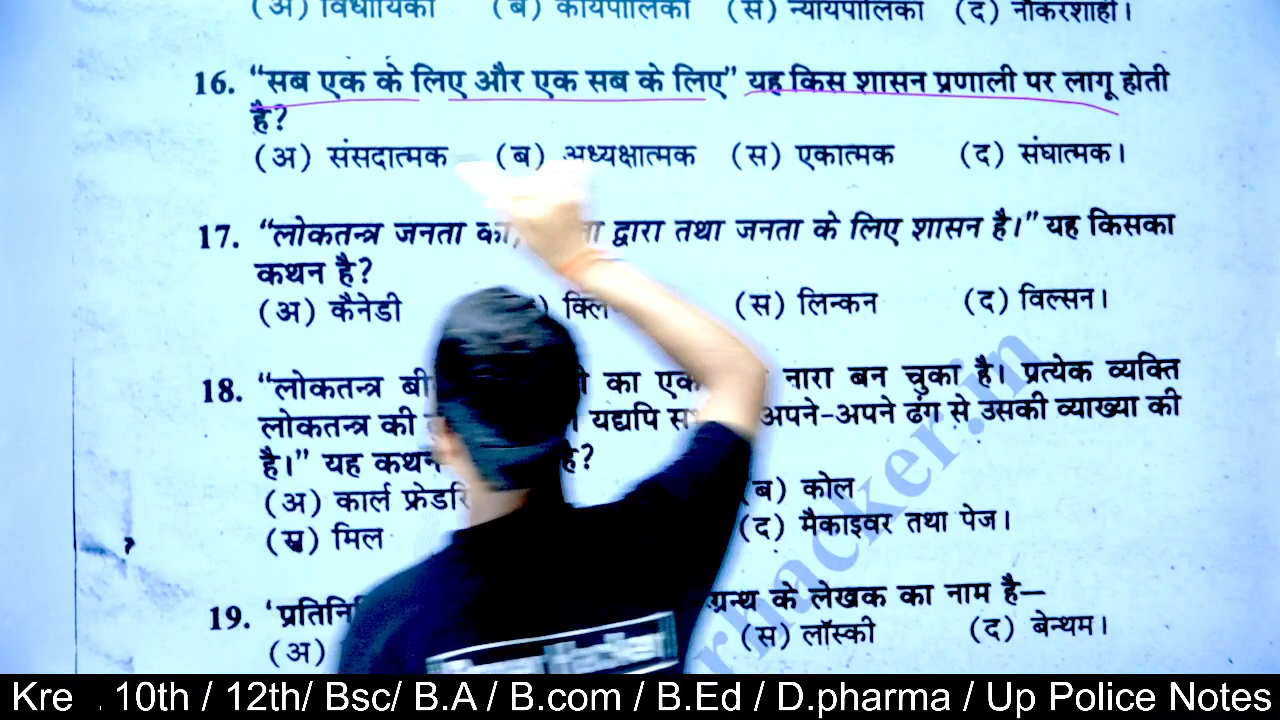 (अ) विधायिका (ब) कार्यपालिका (स) न्यायपालिका (द) नौकरशाही।
16. “सब एक के लिए और एक सब के लिए” यह किस शासन प्रणाली पर लागू होती
है?
(अ) संसदात्मक (ब) अध्यक्षात्मक (स) एकात्मक (द) संघात्मक।
17. “लोकतन्त्र जनता का, द्वारा तथा जनता के लिए शासन है।” यह किसका
कथन है?
(अ) कैनेडी (स) लिन्कन (द) विल्सन।
18. “लोकतन्त्र का एक नारा बन चुका है। प्रत्येक व्यक्ति
लोकतन्त्र की यद्यपि अपने-अपने ढंग से उसकी व्याख्या की
है।” यह कथन है?
(अ) कार्ल (ब) कोल
(स) मिल (द) मैकाइवर तथा पेज।
19. ग्रन्थ के लेखक का नाम है—
(अ) (स) लॉस्की (द) बेन्थम।
Kre . 10th / 12th/ Bsc/ B.A / B.com / B.Ed / D.pharma / Up Police Notes